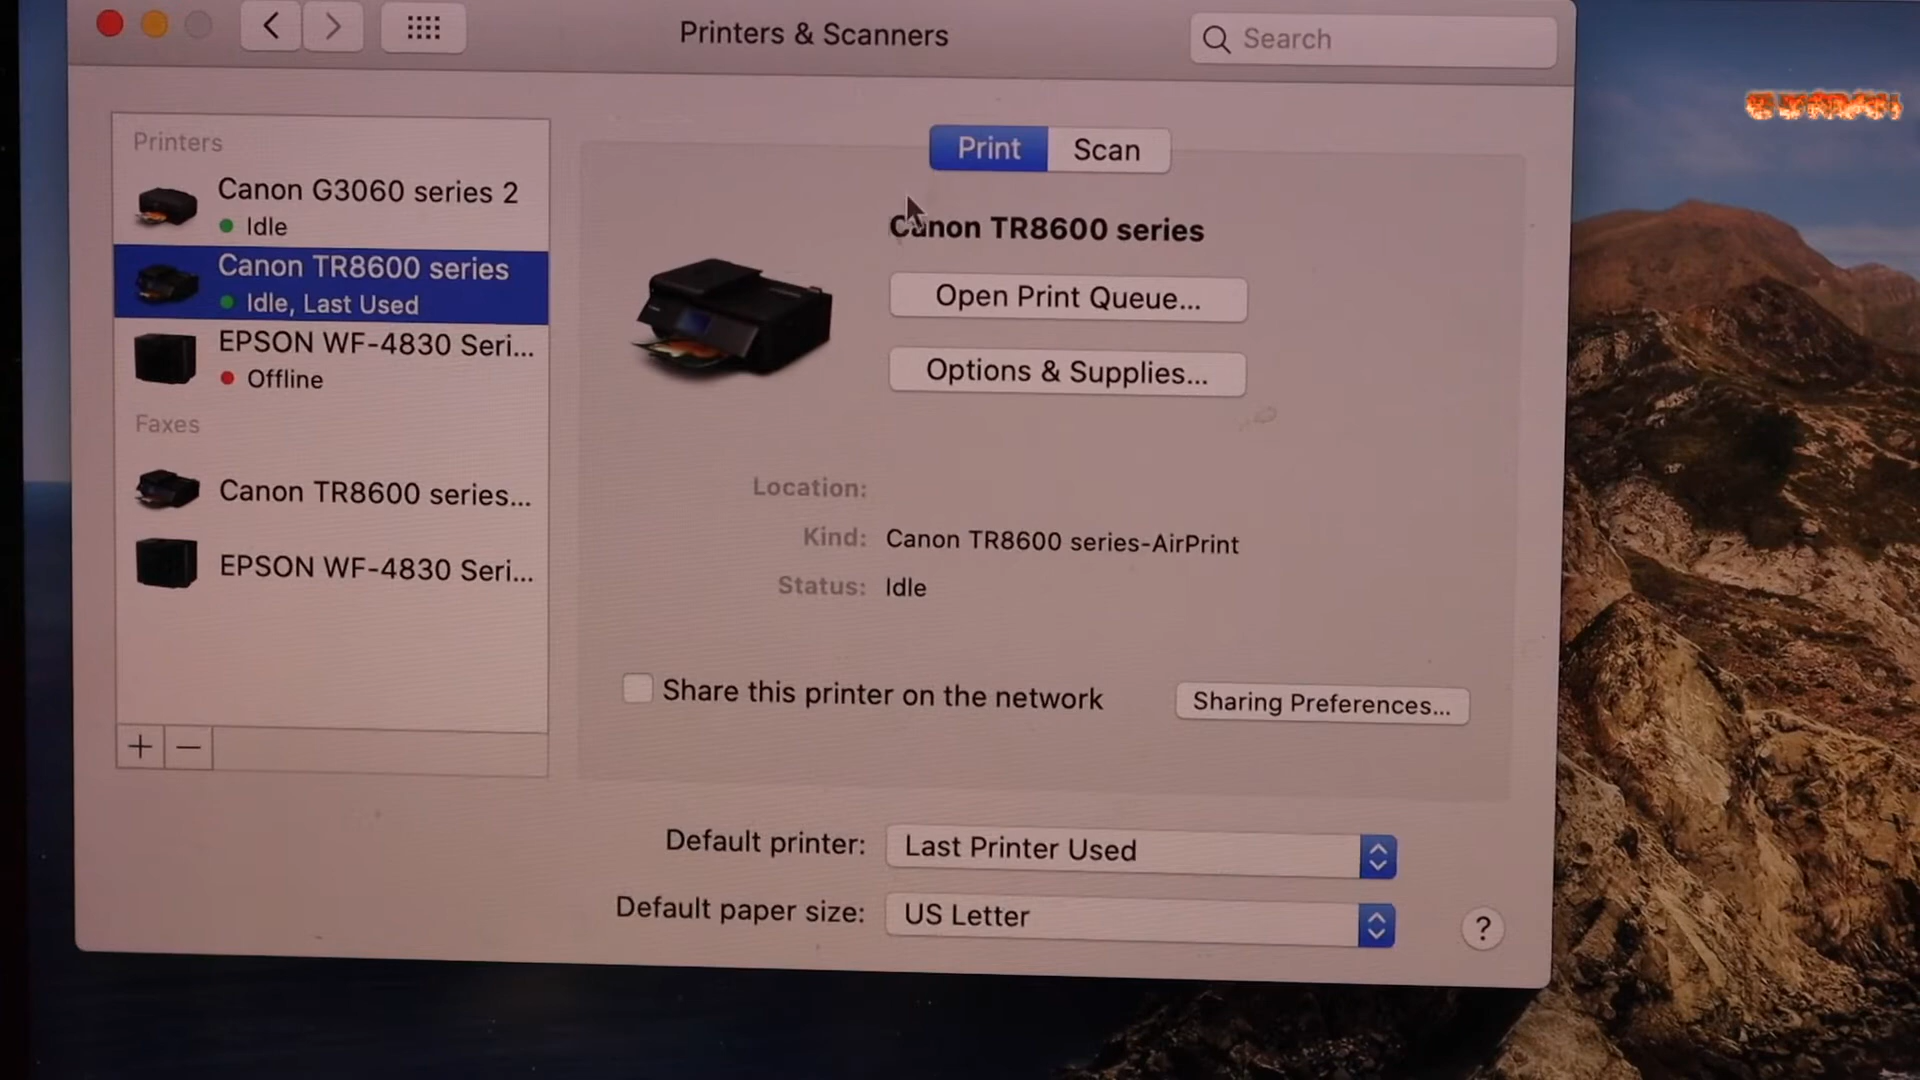 Printers & Scanners
Search
Printers
Canon G3060 series 2
Idle
Canon TR8600 series
Idle, Last Used
EPSON WF-4830 Seri...
Offline
Faxes
Canon TR8600 series...
EPSON WF-4830 Seri...
Print
Scan
Canon TR8600 series
Open Print Queue...
Options & Supplies...
Location:
Kind: Canon TR8600 series-AirPrint
Status: Idle
Share this printer on the network
Sharing Preferences...
+ −
Default printer: Last Printer Used
Default paper size: US Letter
?